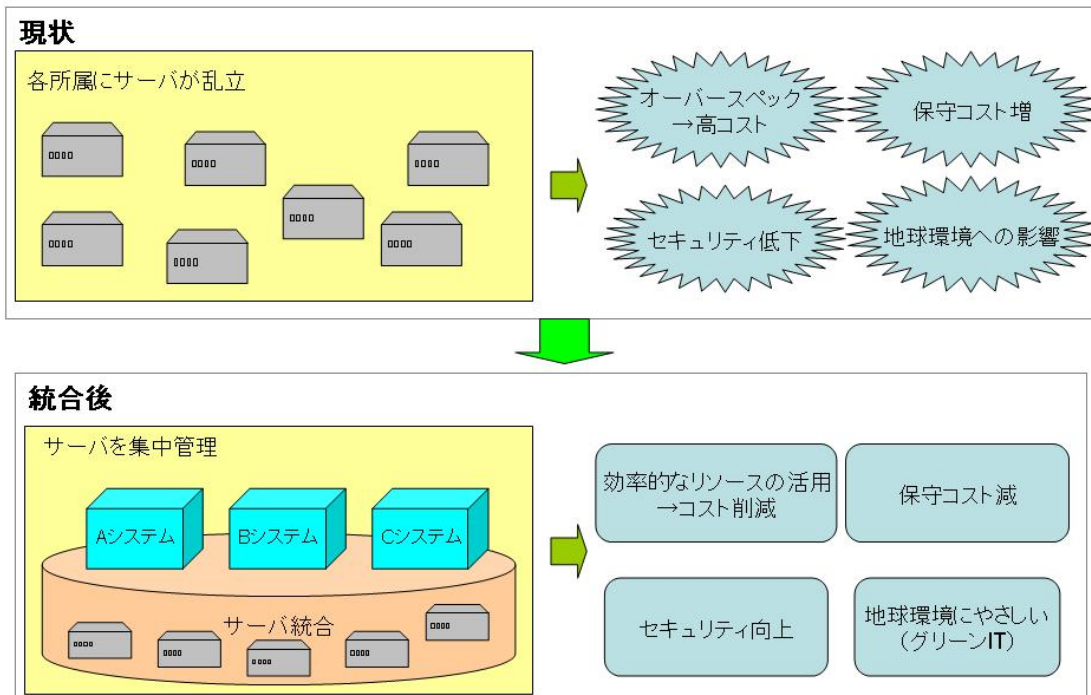 現状
各所属にサーバが乱立
オーバースペック
→高コスト
保守コスト増
セキュリティ低下
地球環境への影響
統合後
サーバを集中管理
Aシステム
Bシステム
Cシステム
サーバ統合
効率的なリソースの活用
→コスト削減
保守コスト減
セキュリティ向上
地球環境にやさしい
(グリーンIT)